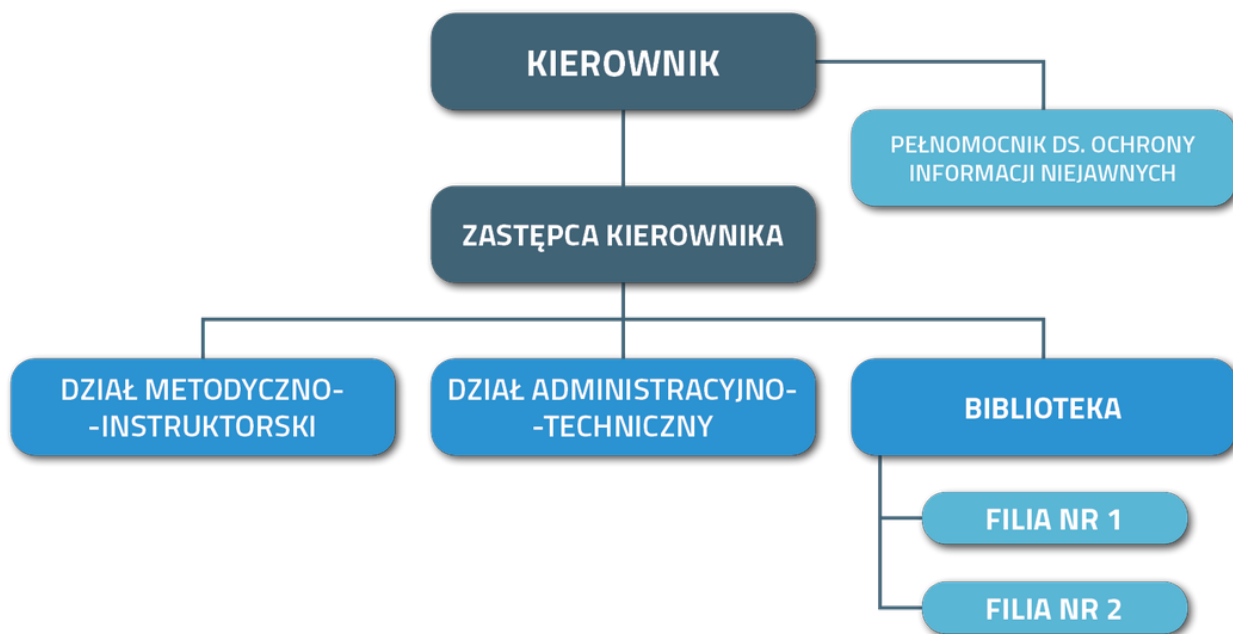 KIEROWNIK
PEŁNOMOCNIK DS. OCHRONY
INFORMACJI NIEJAWNYCH
ZASTĘPCA KIEROWNIKA
DZIAŁ METODYCZNO-
-INSTRUKTORSKI
DZIAŁ ADMINISTRACYJNO-
-TECHNICZNY
BIBLIOTEKA
FILIA NR 1
FILIA NR 2